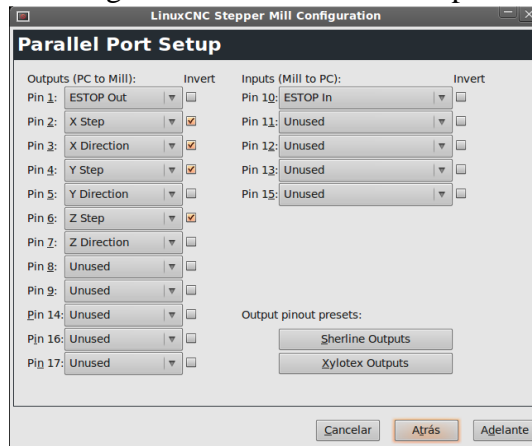 LinuxCNC Stepper Mill Configuration
Parallel Port Setup
Outputs (PC to Mill): Invert Inputs (Mill to PC): Invert
Pin 1: ESTOP Out Pin 10: ESTOP In
Pin 2: X Step Pin 11: Unused
Pin 3: X Direction Pin 12: Unused
Pin 4: Y Step Pin 13: Unused
Pin 5: Y Direction Pin 15: Unused
Pin 6: Z Step
Pin 7: Z Direction
Pin 8: Unused
Pin 9: Unused
Pin 14: Unused Output pinout presets:
Pin 16: Unused Sherline Outputs
Pin 17: Unused Xylotex Outputs
Cancelar Atrás Adelante